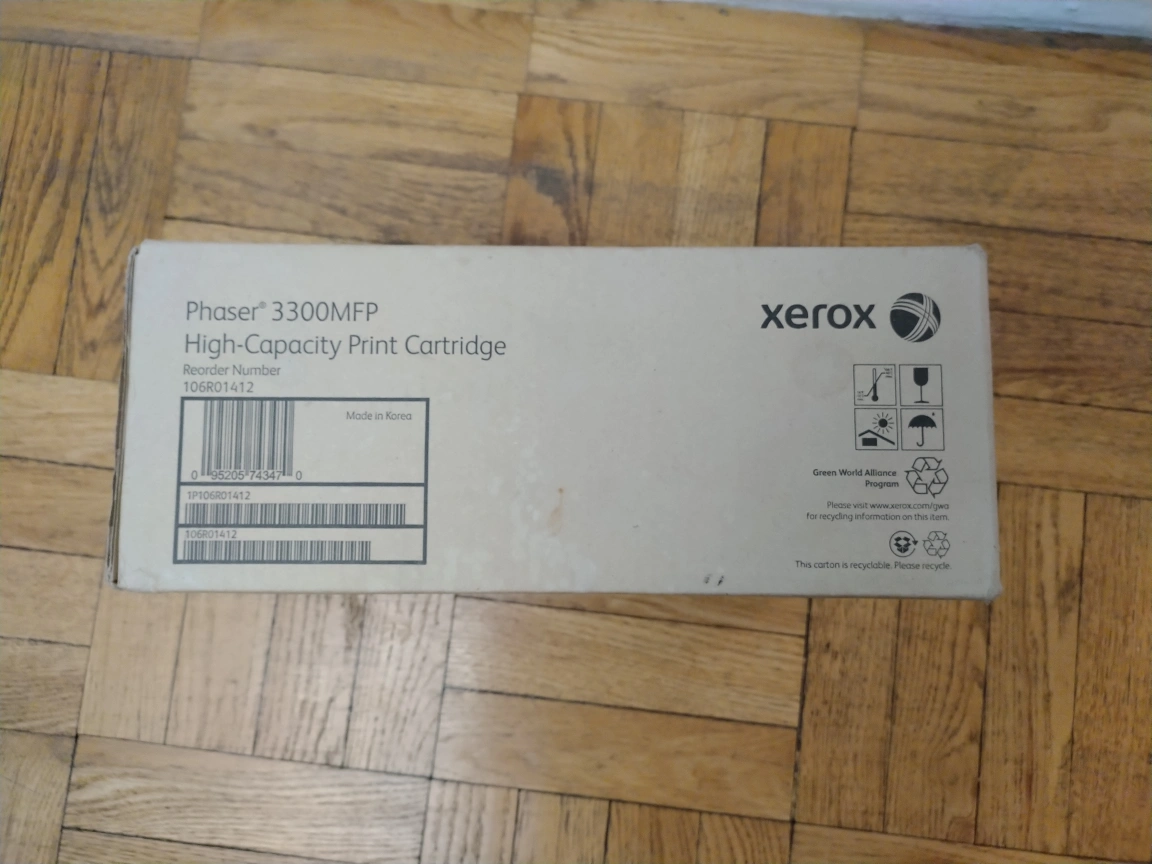 Phaser® 3300MFP
High-Capacity Print Cartridge
Reorder Number
106R01412
Made in Korea
0 95205 74347 0
1P106R01412
106R01412
xerox
Green World Alliance
Program
Please visit www.xerox.com/gwa
for recycling information on this item.
This carton is recyclable. Please recycle.